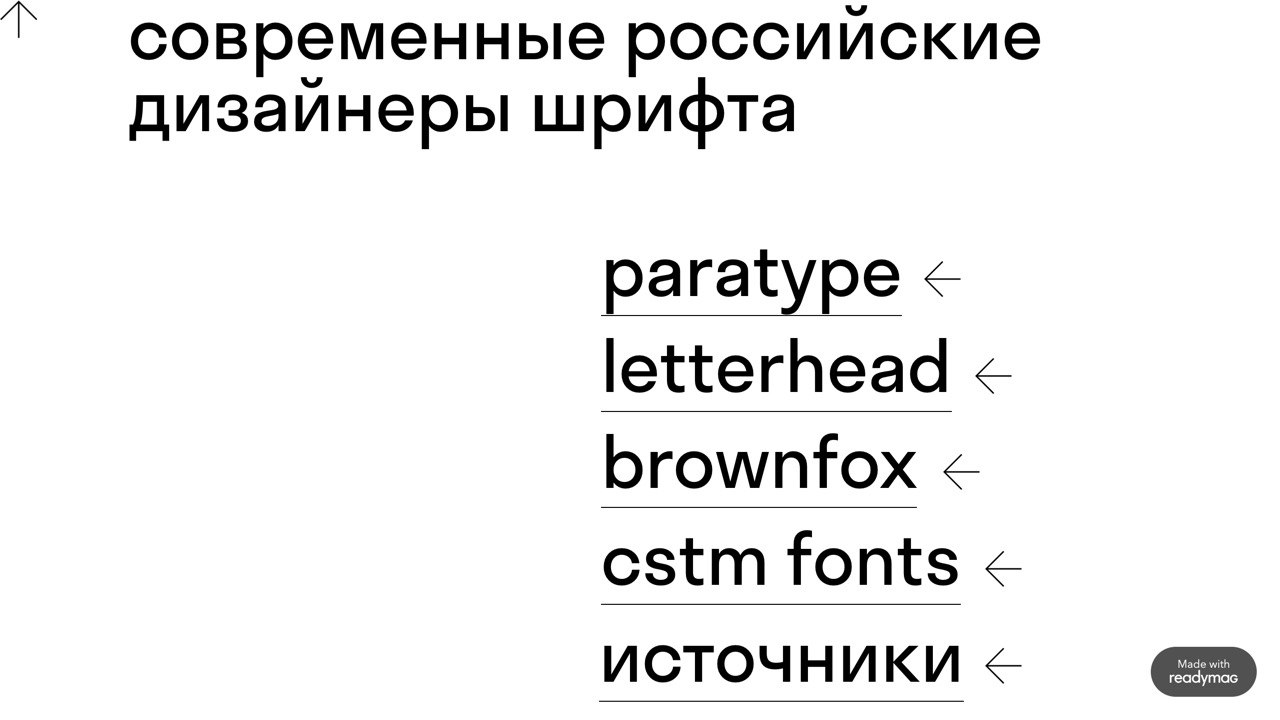 современные российские
дизайнеры шрифта
paratype
letterhead
brownfox
cstm fonts
источники
Made with
readymag